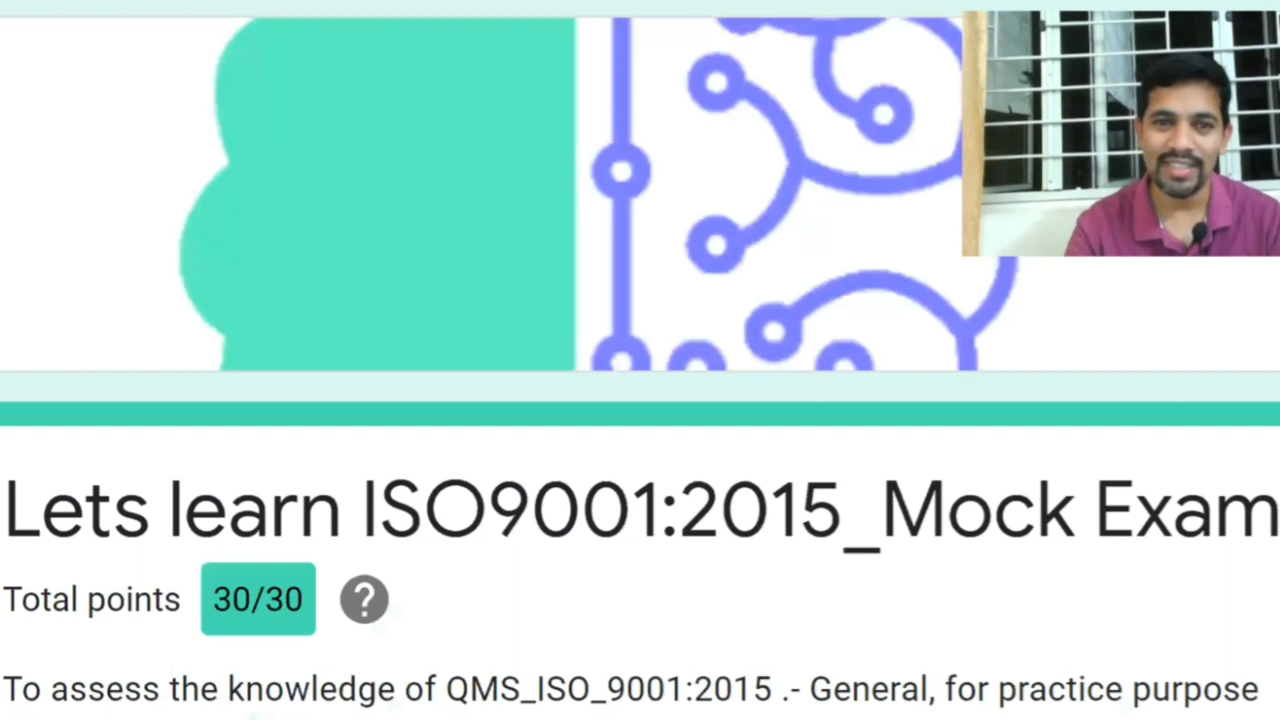 Lets learn ISO9001:2015_Mock Exam
Total points 30/30 ?
To assess the knowledge of QMS_ISO_9001:2015 .- General, for practice purpose